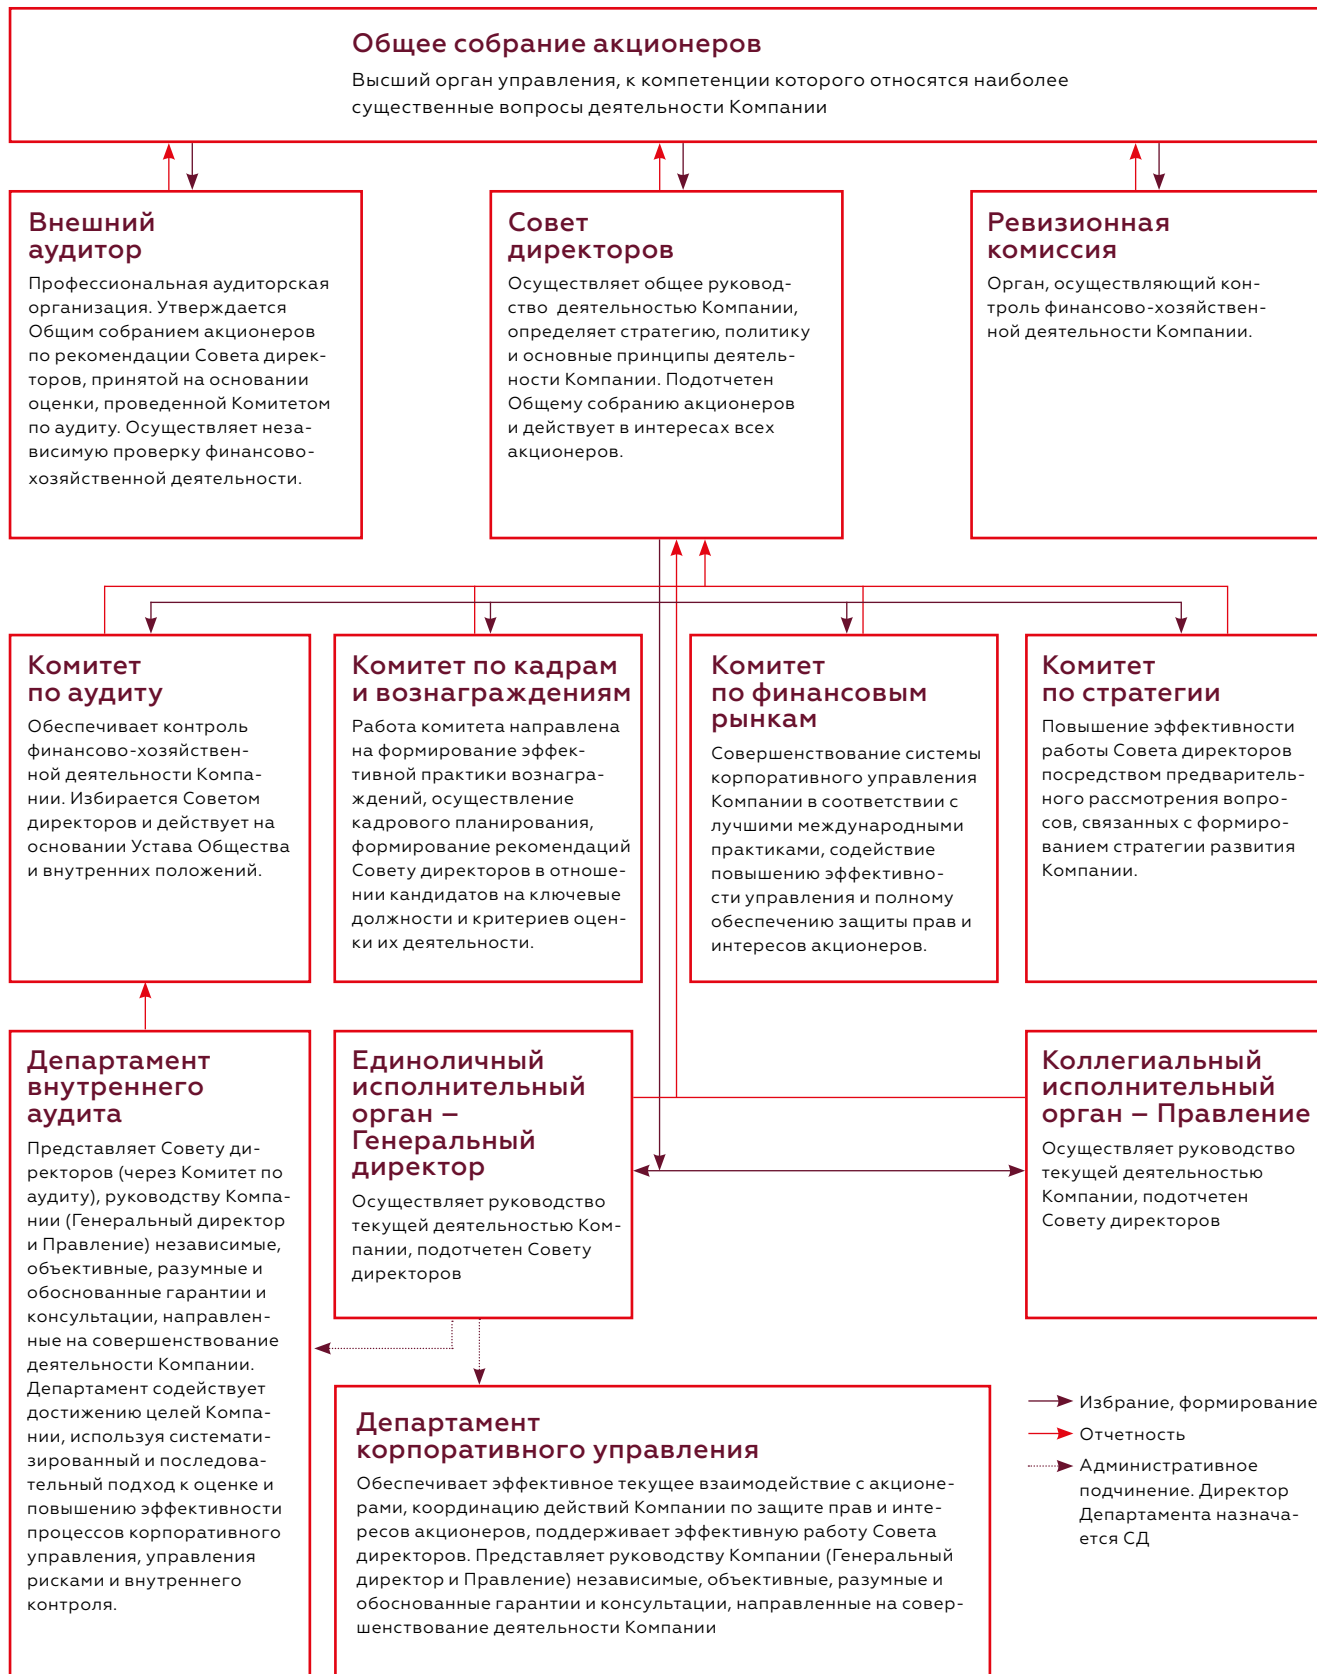 Общее собрание акционеров
Высший орган управления, к компетенции которого относятся наиболее
существенные вопросы деятельности Компании
Внешний
аудитор
Профессиональная аудиторская
организация. Утверждается
Общим собранием акционеров
по рекомендации Совета дирек-
торов, принятой на основании
оценки, проведенной Комитетом
по аудиту. Осуществляет неза-
висимую проверку финансово-
хозяйственной деятельности.
Совет
директоров
Осуществляет общее руковод-
ство деятельностью Компании,
определяет стратегию, политику
и основные принципы деятель-
ности Компании. Подотчетен
Общему собранию акционеров
и действует в интересах всех
акционеров.
Ревизионная
комиссия
Орган, осуществляющий кон-
троль финансово-хозяйствен-
ной деятельности Компании.
Комитет
по аудиту
Обеспечивает контроль
финансово-хозяйствен-
ной деятельности Компа-
нии. Избирается Советом
директоров и действует на
основании Устава Общества
и внутренних положений.
Комитет по кадрам
и вознаграждениям
Работа комитета направлена
на формирование эффек-
тивной практики вознагра-
ждений, осуществление
кадрового планирования,
формирование рекомендаций
Совету директоров в отноше-
нии кандидатов на ключевые
должности и критериев оцен-
ки их деятельности.
Комитет
по финансовым
рынкам
Совершенствование системы
корпоративного управления
Компании в соответствии с
лучшими международными
практиками, содействие
повышению эффективно-
сти управления и полному
обеспечению защиты прав и
интересов акционеров.
Комитет
по стратегии
Повышение эффективности
работы Совета директоров
посредством предваритель-
ного рассмотрения вопро-
сов, связанных с формиро-
ванием стратегии развития
Компании.
Департамент
внутреннего
аудита
Представляет Совету ди-
ректоров (через Комитет по
аудиту), руководству Компа-
нии (Генеральный директор
и Правление) независимые,
объективные, разумные и
обоснованные гарантии и
консультации, направлен-
ные на совершенствование
деятельности Компании.
Департамент содействует
достижению целей Компа-
нии, используя системати-
зированный и последова-
тельный подход к оценке и
повышению эффективности
процессов корпоративного
управления, управления
рисками и внутреннего
контроля.
Единоличный
исполнительный
орган –
Генеральный
директор
Осуществляет руководство
текущей деятельностью Ком-
пании, подотчетен Совету
директоров
Коллегиальный
исполнительный
орган – Правление
Осуществляет руководство
текущей деятельностью
Компании, подотчетен
Совету директоров
Департамент
корпоративного управления
Обеспечивает эффективное текущее взаимодействие с акционе-
рами, координацию действий Компании по защите прав и инте-
ресов акционеров, поддерживает эффективную работу Совета
директоров. Представляет руководству Компании (Генеральный
директор и Правление) независимые, объективные, разумные и
обоснованные гарантии и консультации, направленные на совер-
шенствование деятельности Компании
Избрание, формирование
Отчетность
Административное
подчинение. Директор
Департамента назнача-
ется СД